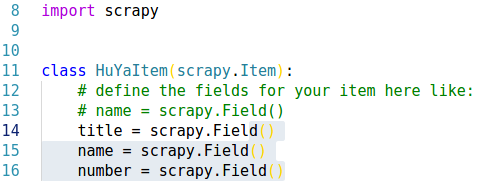 8 import scrapy
9
10
11 class HuYaItem(scrapy.Item):
12     # define the fields for your item here like:
13     # name = scrapy.Field()
14     title = scrapy.Field()
15     name = scrapy.Field()
16     number = scrapy.Field()